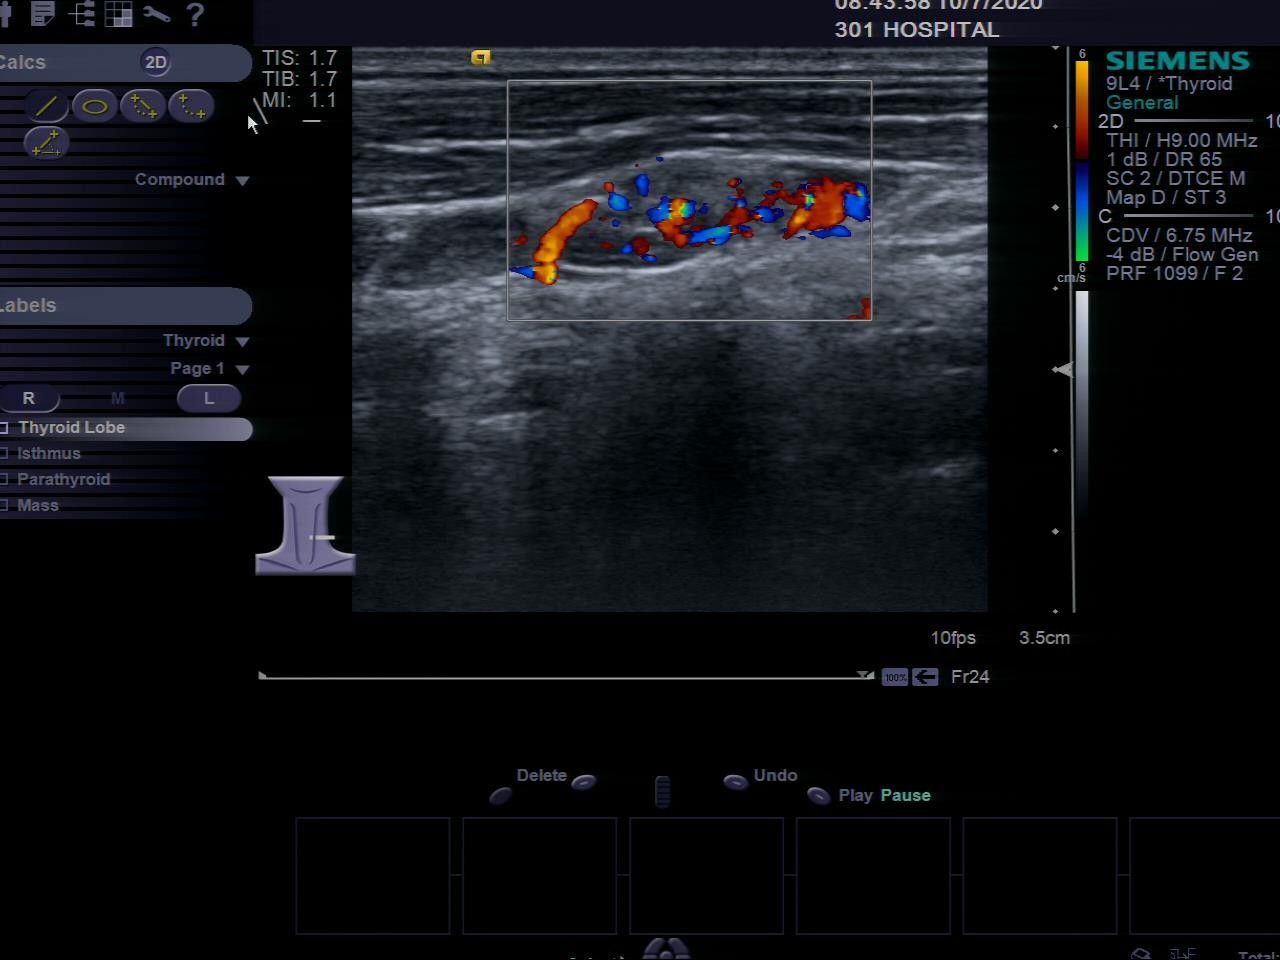 08:43:58 10/7/2020
301 HOSPITAL
?
Calcs 2D
TIS: 1.7
TIB: 1.7
MI: 1.1
Compound
Labels
Thyroid
Page 1
R M L
Thyroid Lobe
Isthmus
Parathyroid
Mass
6
6
cm/s
SIEMENS
9L4 / *Thyroid
General
2D 10
THI / H9.00 MHz
1 dB / DR 65
SC 2 / DTCE M
Map D / ST 3
C 10
CDV / 6.75 MHz
-4 dB / Flow Gen
PRF 1099 / F 2
10fps 3.5cm
100% Fr24
Delete Undo
Play Pause
Total